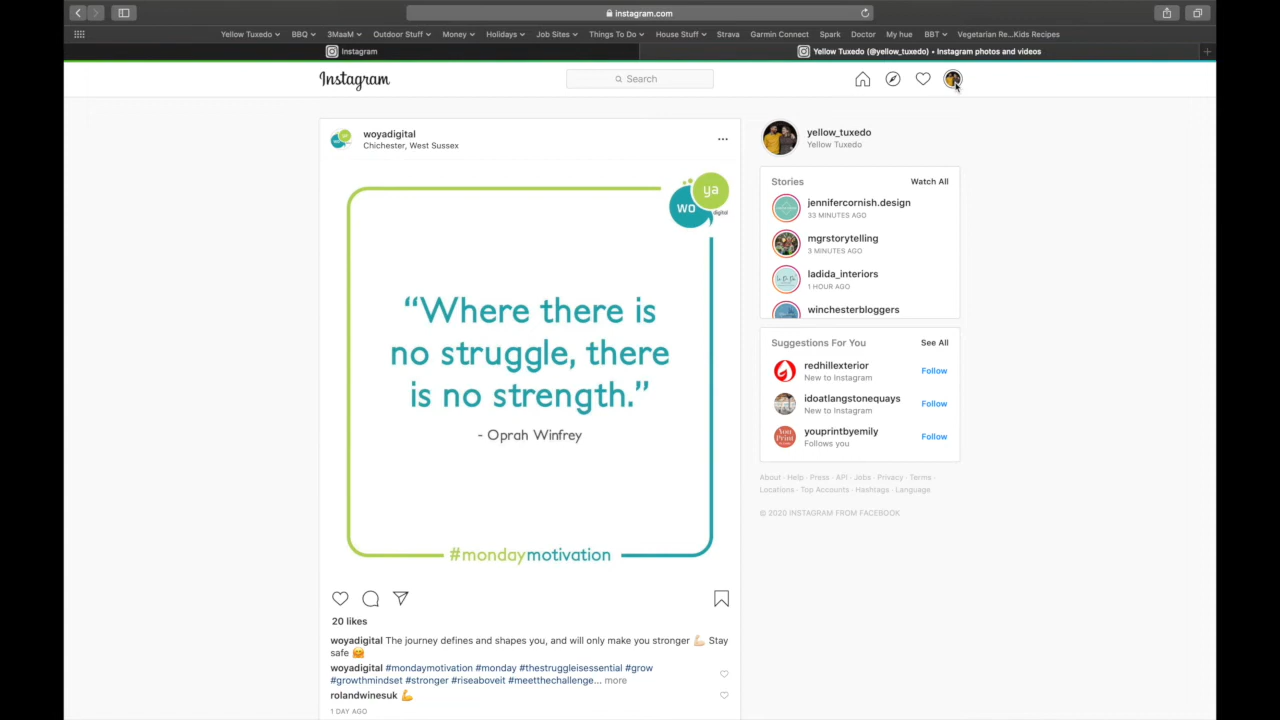 instagram.com
Yellow Tuxedo BBQ 3MaaM Outdoor Stuff Money Holidays Job Sites Things To Do House Stuff Strava Garmin Connect Spark Doctor My hue BBT Vegetarian Re...Kids Recipes
Instagram
Yellow Tuxedo (@yellow_tuxedo) • Instagram photos and videos
Instagram
Search
woyadigital
Chichester, West Sussex
wo ya
digital
“Where there is
no struggle, there
is no strength.”
- Oprah Winfrey
#mondaymotivation
20 likes
woyadigital The journey defines and shapes you, and will only make you stronger 💪🏻 Stay
safe 🤗
woyadigital #mondaymotivation #monday #thestruggleisessential #grow
#growthmindset #stronger #riseaboveit #meetthechallenge... more
rolandwinesuk 💪
1 DAY AGO
yellow_tuxedo
Yellow Tuxedo
Stories Watch All
jennifercornish.design
33 MINUTES AGO
mgrstorytelling
3 MINUTES AGO
ladida_interiors
1 HOUR AGO
winchesterbloggers
Suggestions For You See All
redhillexterior
New to Instagram
Follow
idoatlangstonequays
New to Instagram
Follow
youprintbyemily
Follows you
Follow
About · Help · Press · API · Jobs · Privacy · Terms ·
Locations · Top Accounts · Hashtags · Language
© 2020 INSTAGRAM FROM FACEBOOK